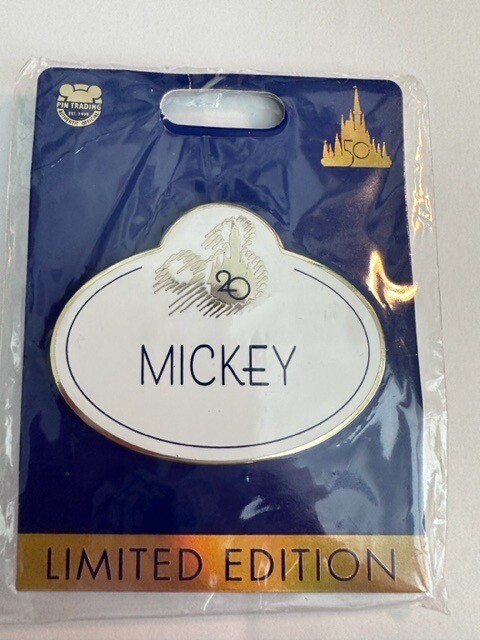 PIN TRADING
EST. 1999
50
20
MICKEY
LIMITED EDITION